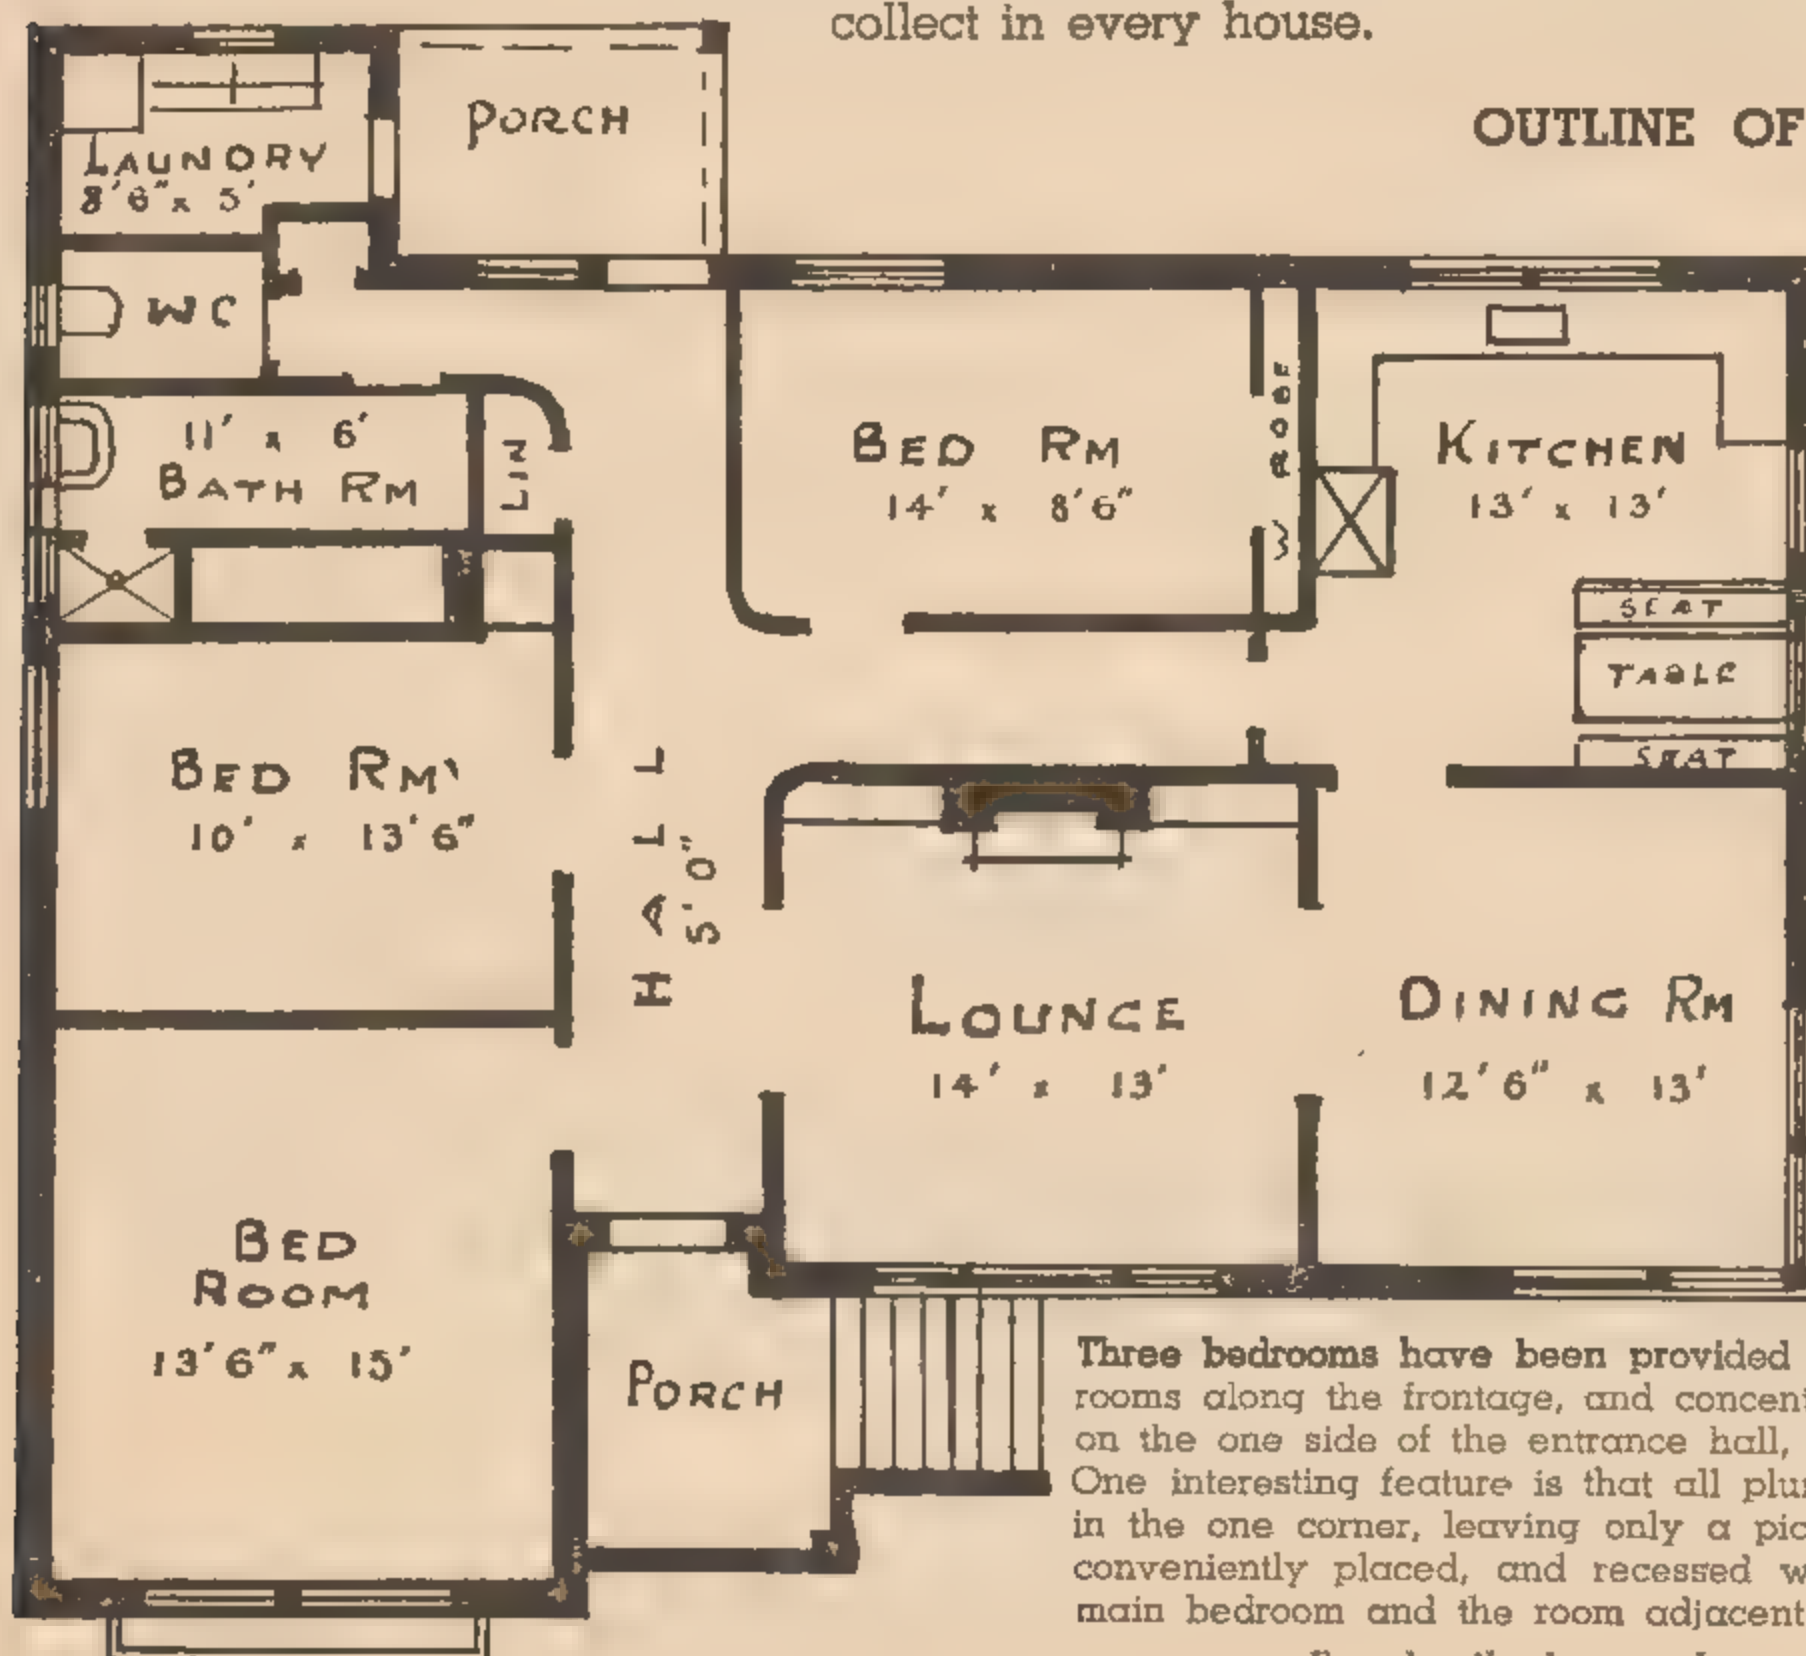 collect in every house.
OUTLINE OF
PORCH
LAUNDRY
8'6" x 5'
WC
11' x 6'
BATH RM
LIN
BED RM
14' x 8'6"
W ROBE
KITCHEN
13' x 13'
SEAT
TABLE
SEAT
BED RM
10' x 13'6"
HALL
5'0"
LOUNGE
14' x 13'
DINING RM
12'6" x 13'
BED
ROOM
13'6" x 15'
PORCH
Three bedrooms have been provided
rooms along the frontage, and concent
on the one side of the entrance hall,
One interesting feature is that all plu
in the one corner, leaving only a pic
conveniently placed, and recessed w
main bedroom and the room adjacent